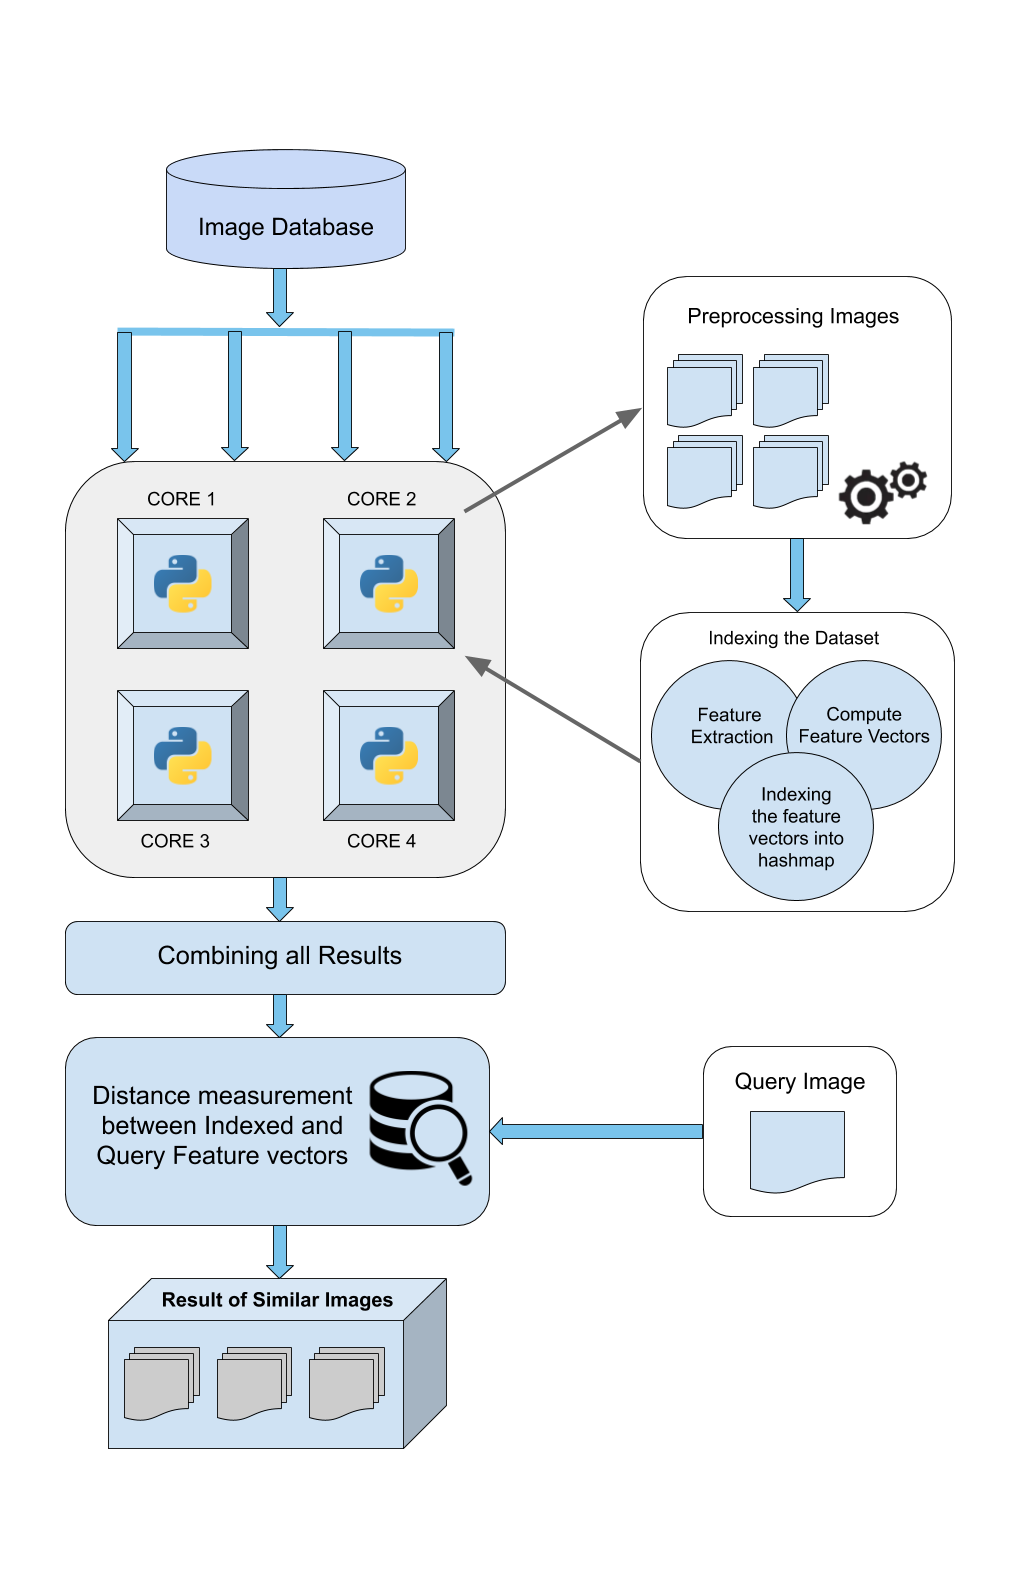 Image Database
Preprocessing Images
CORE 1
CORE 2
Indexing the Dataset
Feature
Extraction
Compute
Feature Vectors
Indexing
the feature
vectors into
hashmap
CORE 3
CORE 4
Combining all Results
Distance measurement
between Indexed and
Query Feature vectors
Query Image
Result of Similar Images